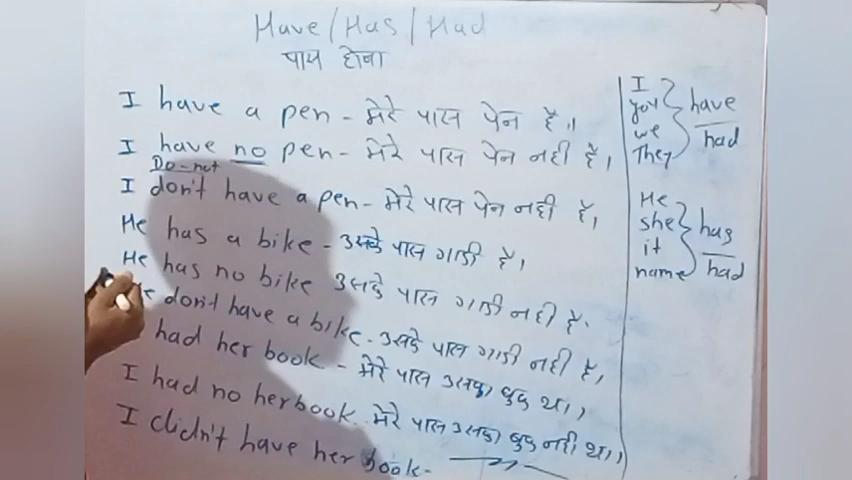 Have/Has/Had
पास होना
I have a pen - मेरे पास पेन है।
I have no pen - मेरे पास पेन नही है,
Do-not
I don't have a pen - मेरे पास पेन नही है,
He has a bike - उसके पास गाडी है,
He has no bike उसके पास गाडी नही है.
don't have a bike - उसके पास गाडी नही है,
had her book - मेरे पास उसका बुक था,
I had no her book. मेरे पास उसका बुक नही था,
I didn't have her book -
I
you
we
They
have
had
He
she
it
name
has
had